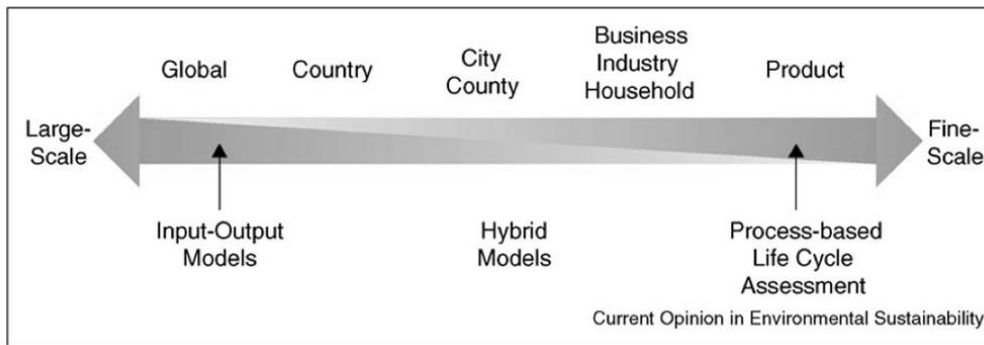 Global
Country
City
County
Business
Industry
Household
Product
Large-
Scale
Fine-
Scale
Input-Output
Models
Hybrid
Models
Process-based
Life Cycle
Assessment
Current Opinion in Environmental Sustainability